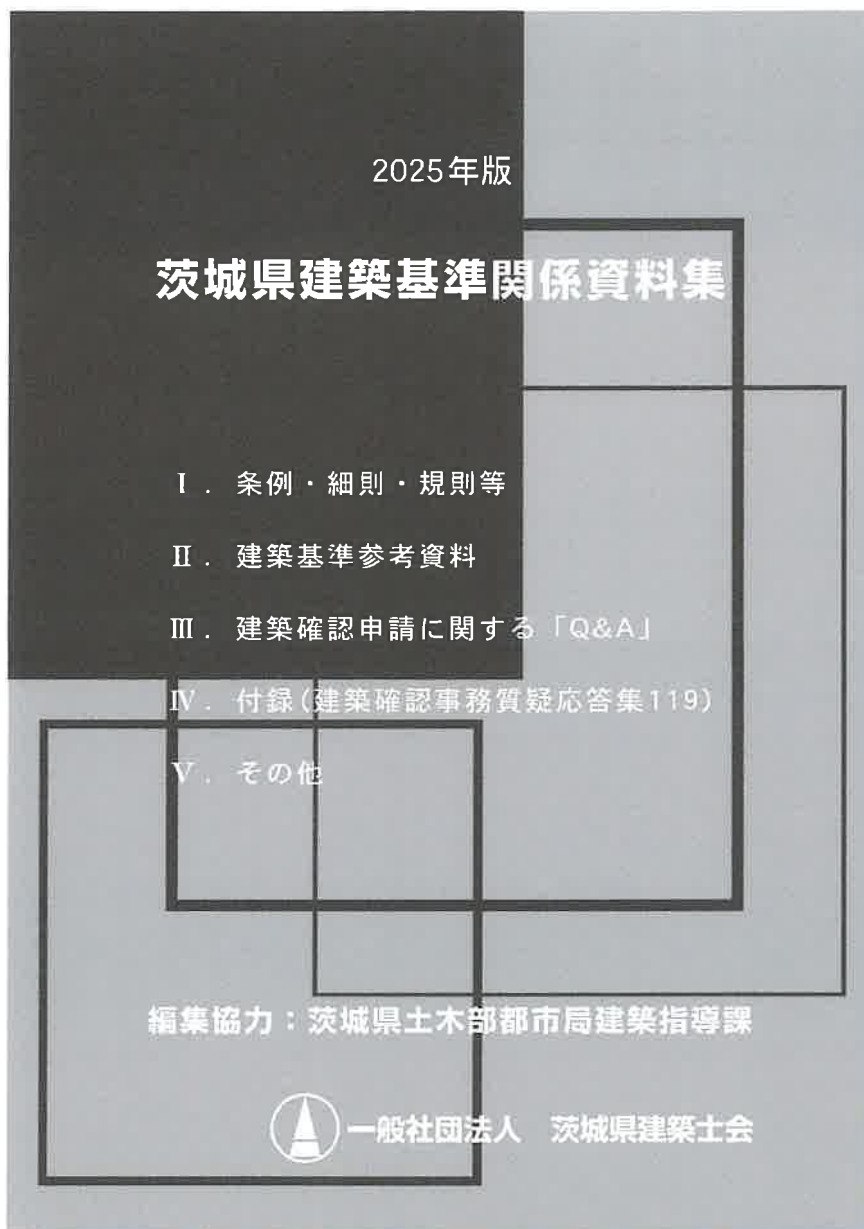 2025年版
茨城県建築基準関係資料集
Ⅰ．条例・細則・規則等
Ⅱ．建築基準参考資料
Ⅲ．建築確認申請に関する「Q&A」
Ⅳ．付録(建築確認事務質疑応答集119)
Ⅴ．その他
編集協力：茨城県土木部都市局建築指導課
一般社団法人　茨城県建築士会